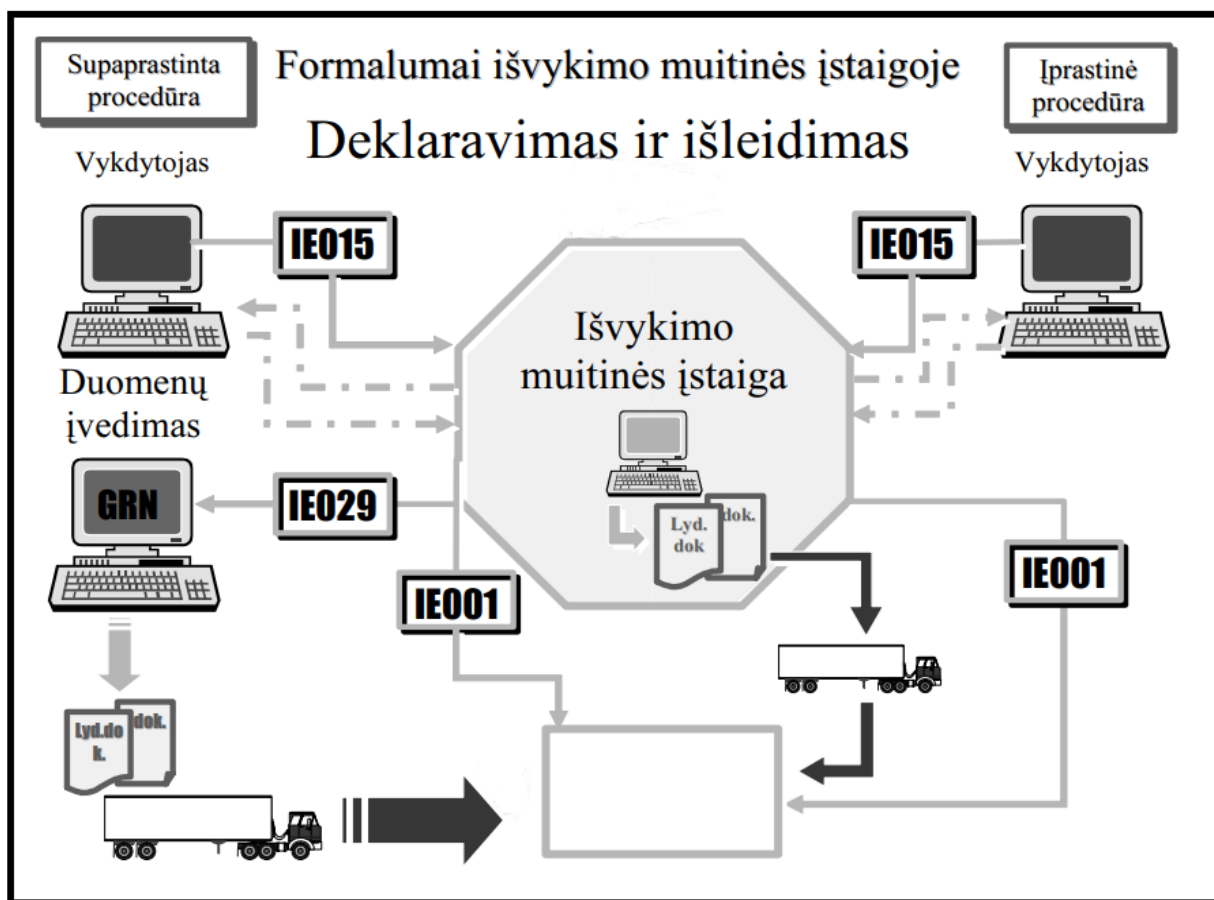 Supaprastinta
procedūra
Formalumai išvykimo muitinės įstaigoje
Įprastinė
procedūra
Deklaravimas ir išleidimas
Vykdytojas
Vykdytojas
IE015
IE015
Išvykimo
muitinės įstaiga
Duomenų
įvedimas
GRN
IE029
Lyd.
dok
dok.
IE001
IE001
Lyd.do
k.
dok.